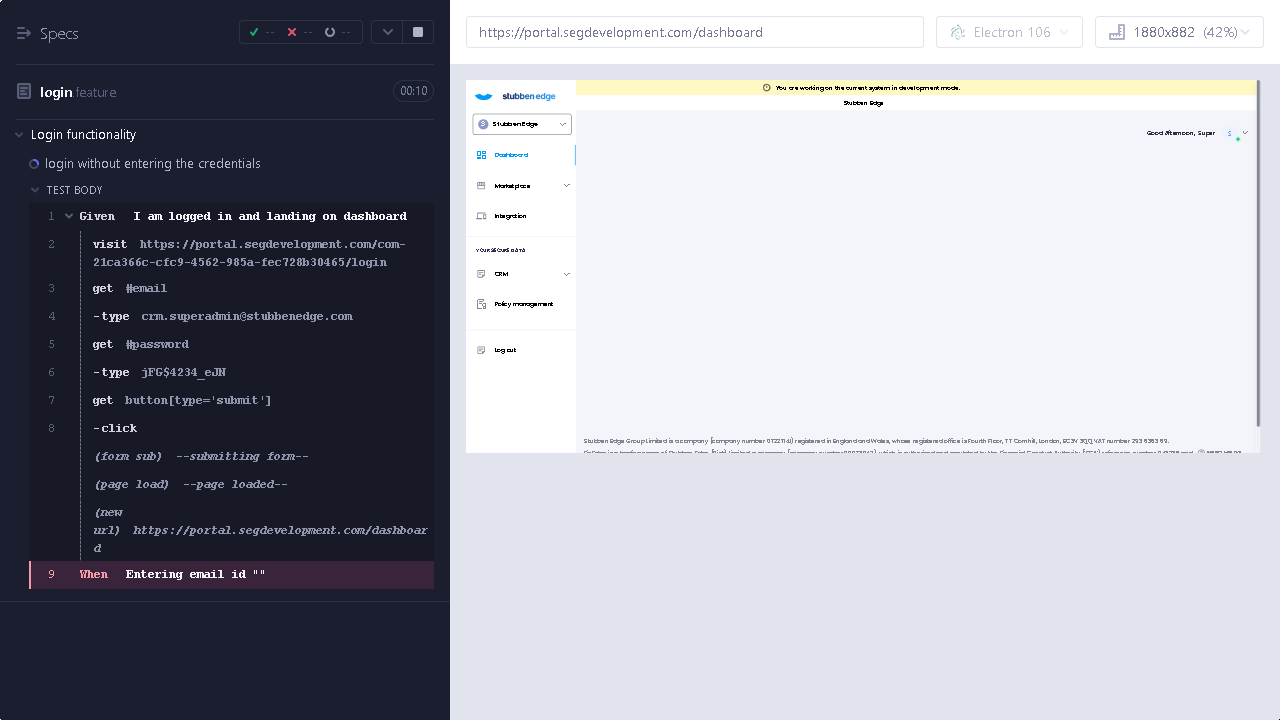 Specs
--
--
--
login feature
00:10
Login functionality
login without entering the credentials
TEST BODY
1 Given I am logged in and landing on dashboard
2 visit https://portal.segdevelopment.com/com-
21ca366c-cfc9-4562-985a-fec728b30465/login
3 get #email
4 -type crm.superadmin@stubbenedge.com
5 get #password
6 -type jFG$4234_eJN
7 get button[type='submit']
8 -click
(form sub) --submitting form--
(page load) --page loaded--
(new
url) https://portal.segdevelopment.com/dashboar
d
9 When Entering email id ""
https://portal.segdevelopment.com/dashboard
Electron 106
1880x882 (42%)
stubben edge
You are working on the current system in development mode.
Stubben Edge
S Stubben Edge
Good Afternoon, Super
S
Dashboard
Marketplace
Integration
YOUR SECURE DATA
CRM
Policy management
Log out
Stubben Edge Group Limited is a company (company number 07221140) registered in England and Wales, whose registered office is Fourth Floor, 77 Cornhill, London, EC3V 3QQ VAT number 293 6363 69.